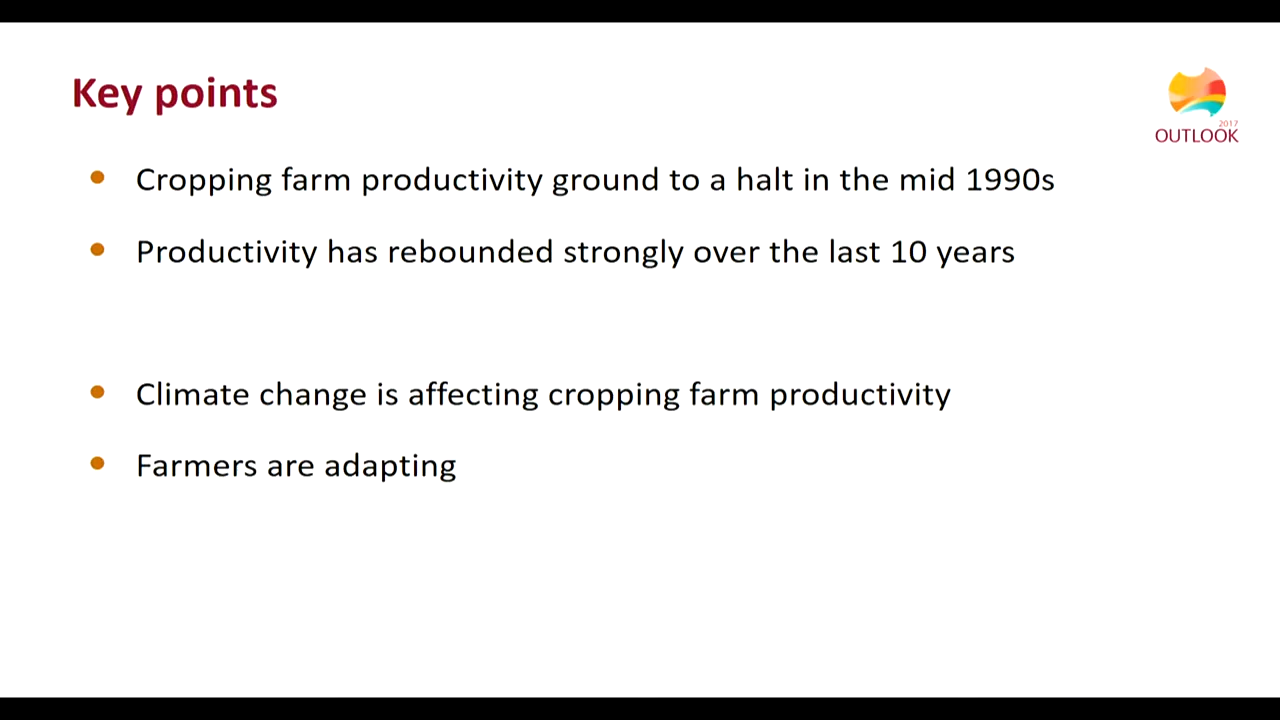 Key points
2017
OUTLOOK
Cropping farm productivity ground to a halt in the mid 1990s
Productivity has rebounded strongly over the last 10 years
Climate change is affecting cropping farm productivity
Farmers are adapting